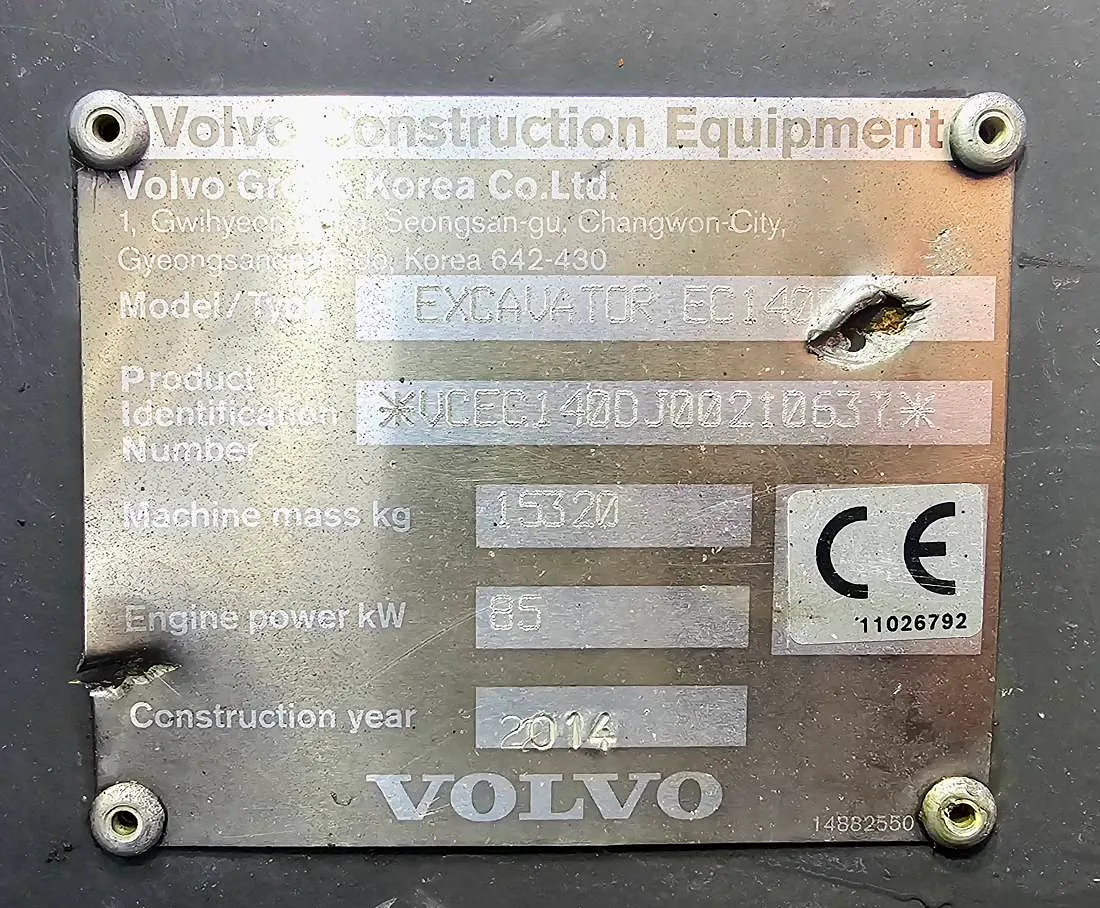 Volvo Construction Equipment
Volvo Group Korea Co.Ltd.
1, Seongsan-gu, Changwon-City,
Korea 642-430
Model/Type EXCAVATOR EC140
Product
Identification
Number
*VCEC140DJ00210637*
Machine mass kg 15320
Engine power kW 85
Construction year 2014
CE
11026792
VOLVO
14882550